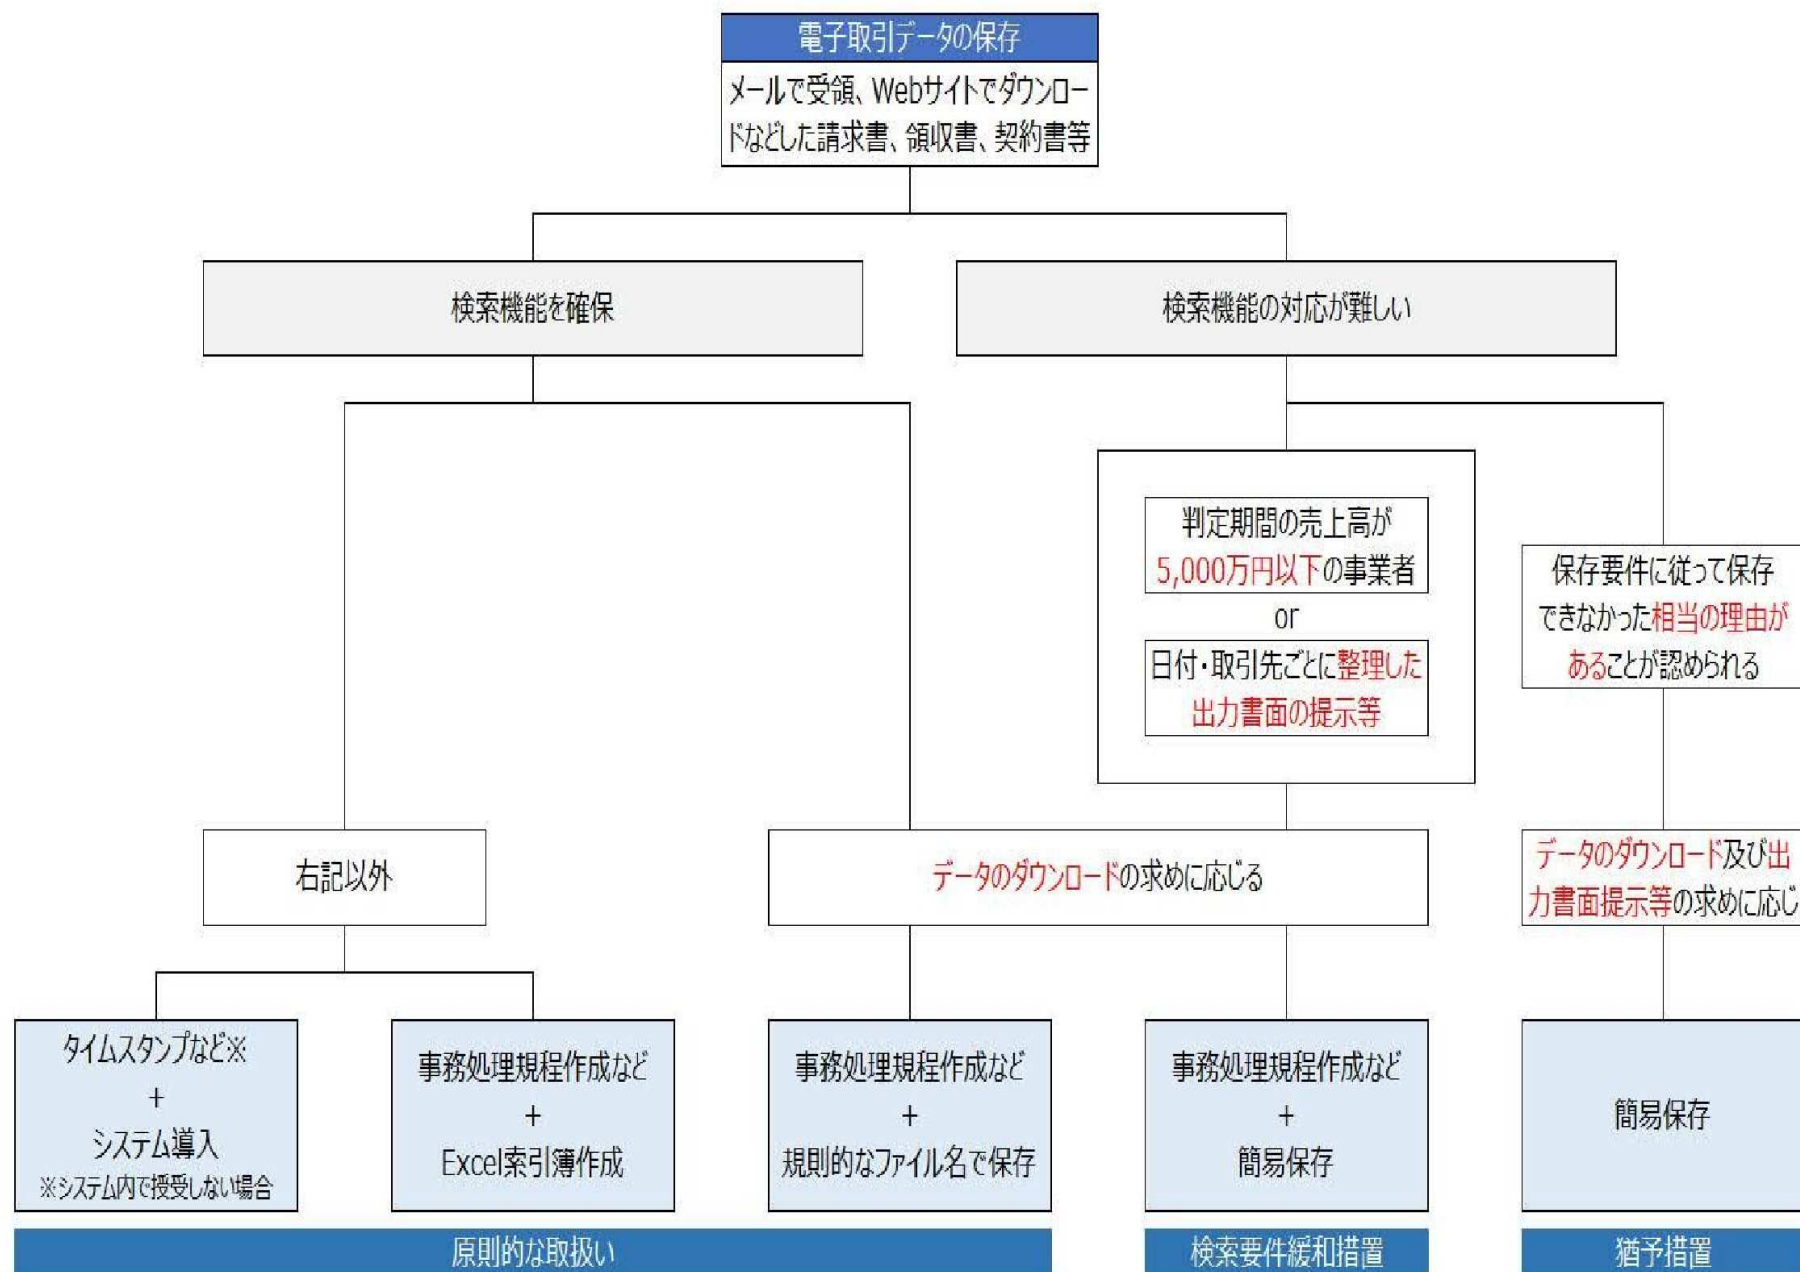 電子取引データの保存
メールで受領、Webサイトでダウンロー
ドなどした請求書、領収書、契約書等
検索機能を確保
検索機能の対応が難しい
判定期間の売上高が
5,000万円以下の事業者
or
日付・取引先ごとに整理した
出力書面の提示等
保存要件に従って保存
できなかった相当の理由が
あることが認められる
右記以外
データのダウンロードの求めに応じる
データのダウンロード及び出
力書面提示等の求めに応じ
タイムスタンプなど※
+
システム導入
※システム内で授受しない場合
事務処理規程作成など
+
Excel索引簿作成
事務処理規程作成など
+
規則的なファイル名で保存
事務処理規程作成など
+
簡易保存
簡易保存
原則的な取扱い
検索要件緩和措置
猶予措置